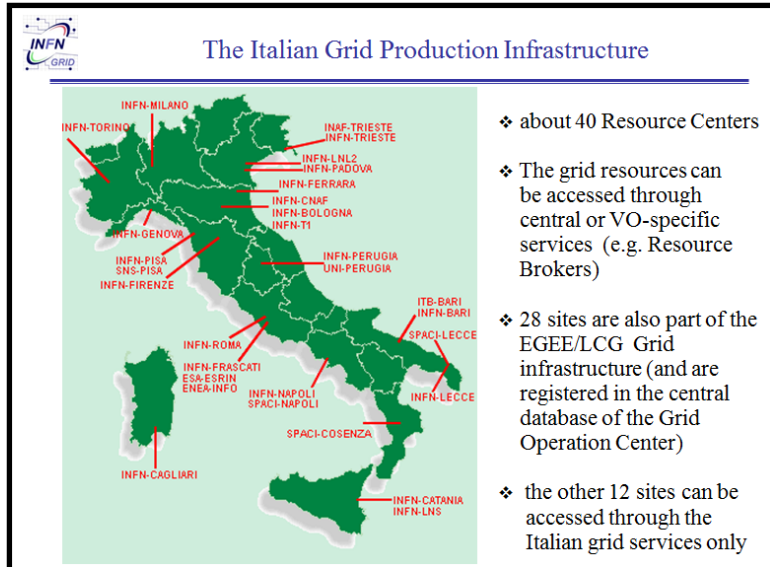 INFN
GRID
The Italian Grid Production Infrastructure
INFN-MILANO
INFN-TORINO
INAF-TRIESTE
INFN-TRIESTE
INFN-LNL2
INFN-PADOVA
INFN-FERRARA
INFN-CNAF
INFN-BOLOGNA
INFN-T1
INFN-GENOVA
INFN-PISA
SNS-PISA
INFN-FIRENZE
INFN-PERUGIA
UNI-PERUGIA
ITB-BARI
INFN-BARI
SPACI-LECCE
INFN-ROMA
INFN-FRASCATI
ESA-ESRIN
ENEA-INFO
INFN-NAPOLI
SPACI-NAPOLI
INFN-LECCE
SPACI-COSENZA
INFN-CAGLIARI
INFN-CATANIA
INFN-LNS
❖ about 40 Resource Centers
❖ The grid resources can
be accessed through
central or VO-specific
services (e.g. Resource
Brokers)
❖ 28 sites are also part of the
EGEE/LCG Grid
infrastructure (and are
registered in the central
database of the Grid
Operation Center)
❖ the other 12 sites can be
accessed through the
Italian grid services only